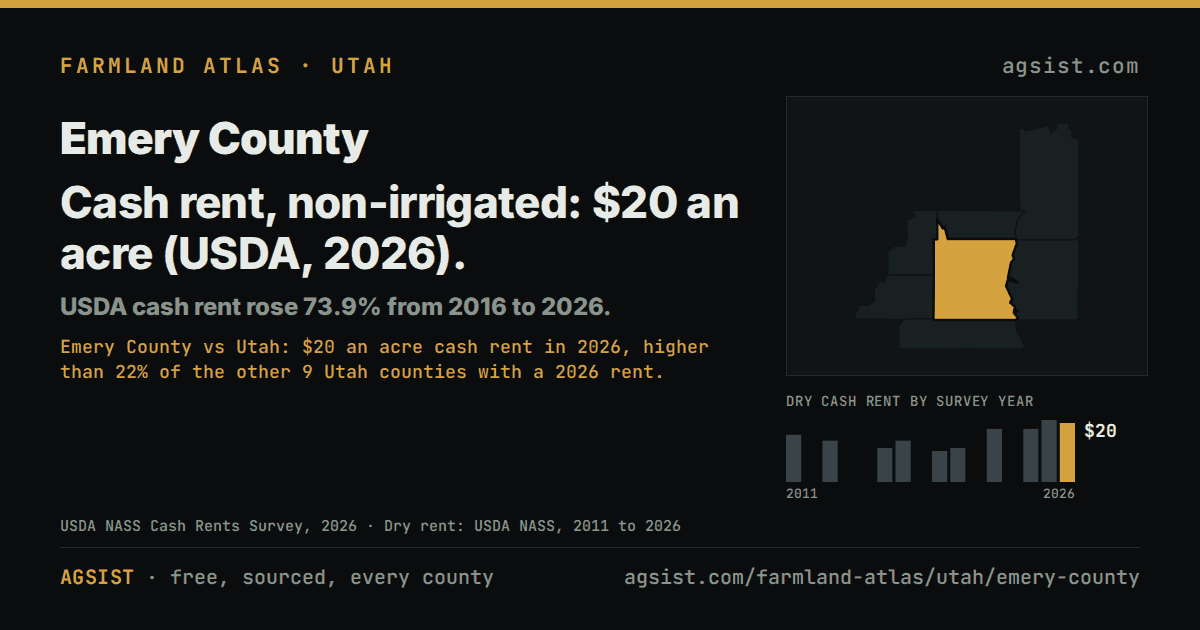 FARMLAND ATLAS · UTAH
agsist.com
Emery County
Cash rent, non-irrigated: $20 an
acre (USDA, 2026).
USDA cash rent rose 73.9% from 2016 to 2026.
Emery County vs Utah: $20 an acre cash rent in 2026, higher
than 22% of the other 9 Utah counties with a 2026 rent.
DRY CASH RENT BY SURVEY YEAR
$20
2011
2026
USDA NASS Cash Rents Survey, 2026 · Dry rent: USDA NASS, 2011 to 2026
AGSIST · free, sourced, every county
agsist.com/farmland-atlas/utah/emery-county